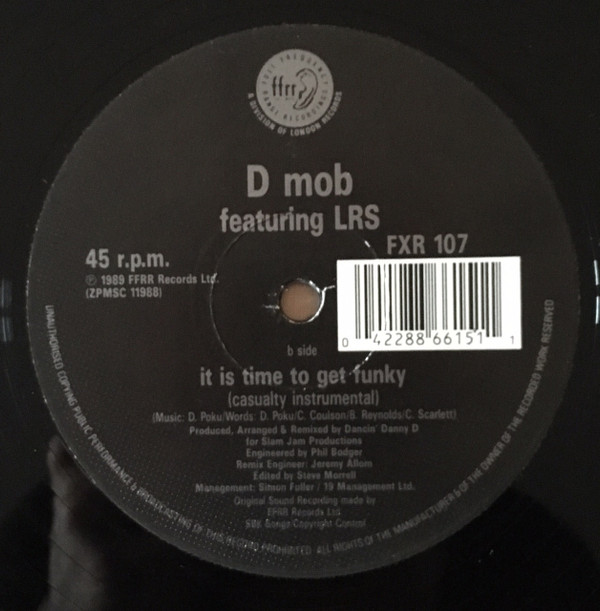 FULL FREQUENCY
ffrr
RANGE RECORDINGS
A DIVISION OF LONDON RECORDS
D mob
featuring LRS
FXR 107
45 r.p.m.
℗ 1989 FFRR Records Ltd.
(ZPMSC 11988)
0 42288 66151 1
b side
it is time to get funky
(casualty instrumental)
(Music: D. Poku/Words: D. Poku/C. Coulson/B. Reynolds/C. Scarlett)
Produced, Arranged & Remixed by Dancin' Danny D
for Slam Jam Productions
Engineered by Phil Bodger
Remix Engineer: Jeremy Allom
Edited by Steve Morrell
Management: Simon Fuller / 19 Management Ltd.
Original Sound Recording made by
FFRR Records Ltd.
SBK Songs/Copyright Control
UNAUTHORISED COPYING PUBLIC PERFORMANCE & BROADCASTING OF THIS RECORD PROHIBITED. ALL RIGHTS OF THE MANUFACTURER & OF THE OWNER OF THE RECORDED WORK RESERVED